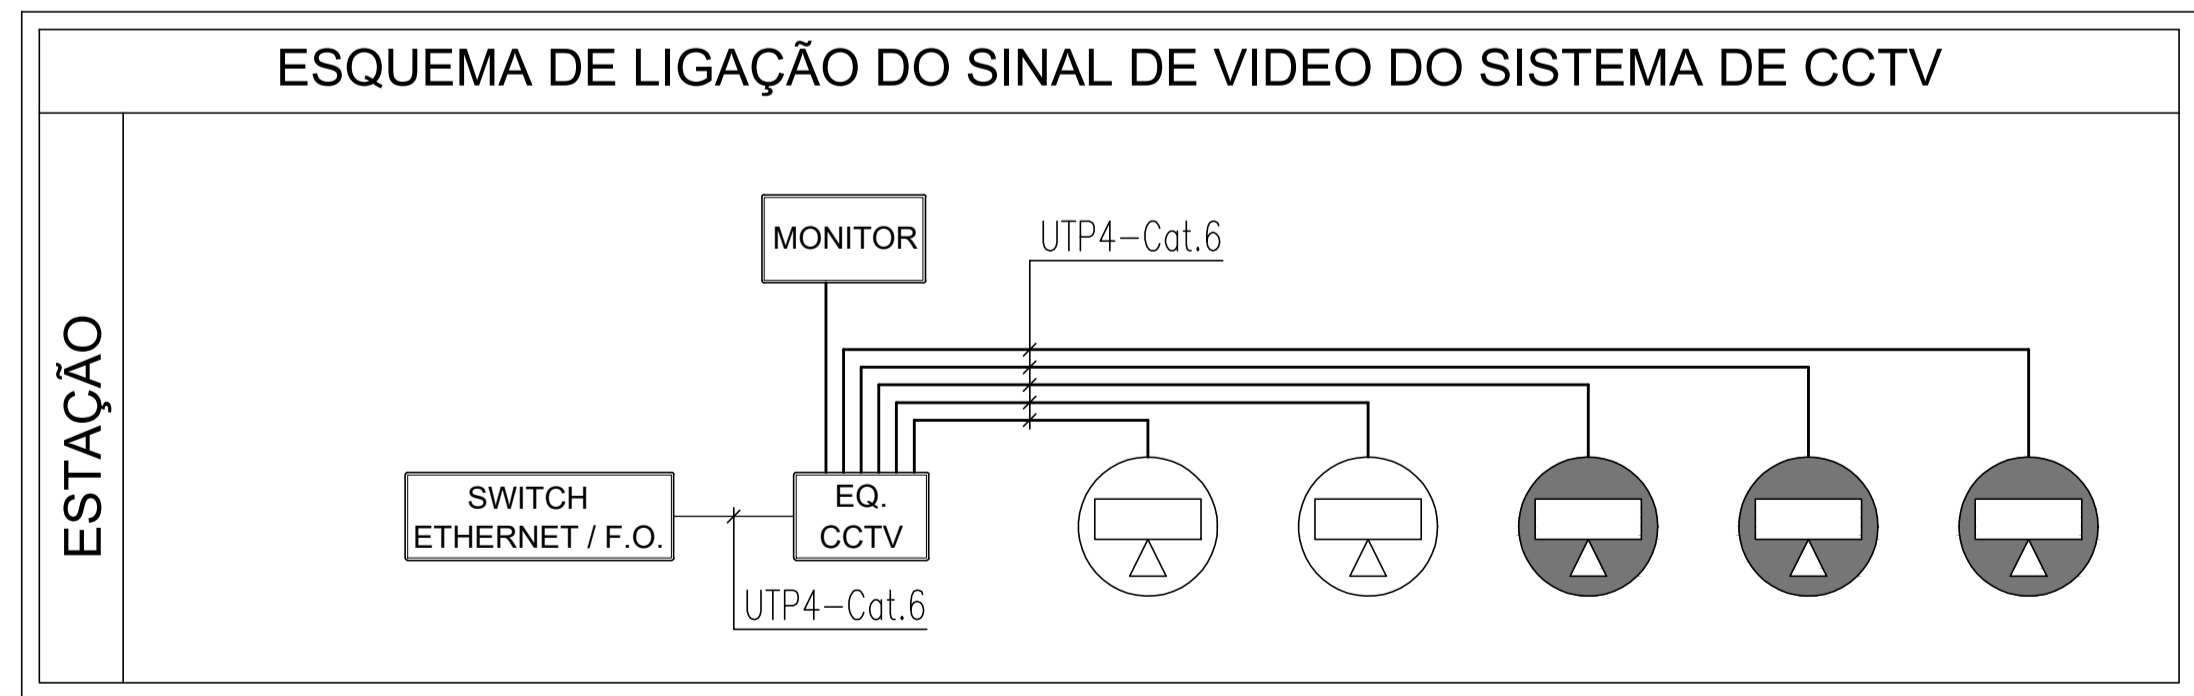 ESQUEMA DE LIGAÇÃO DO SINAL DE VIDEO DO SISTEMA DE CCTV
ESTAÇÃO
MONITOR
UTP4-Cat.6
SWITCH
ETHERNET / F.O.
EQ.
CCTV
UTP4-Cat.6